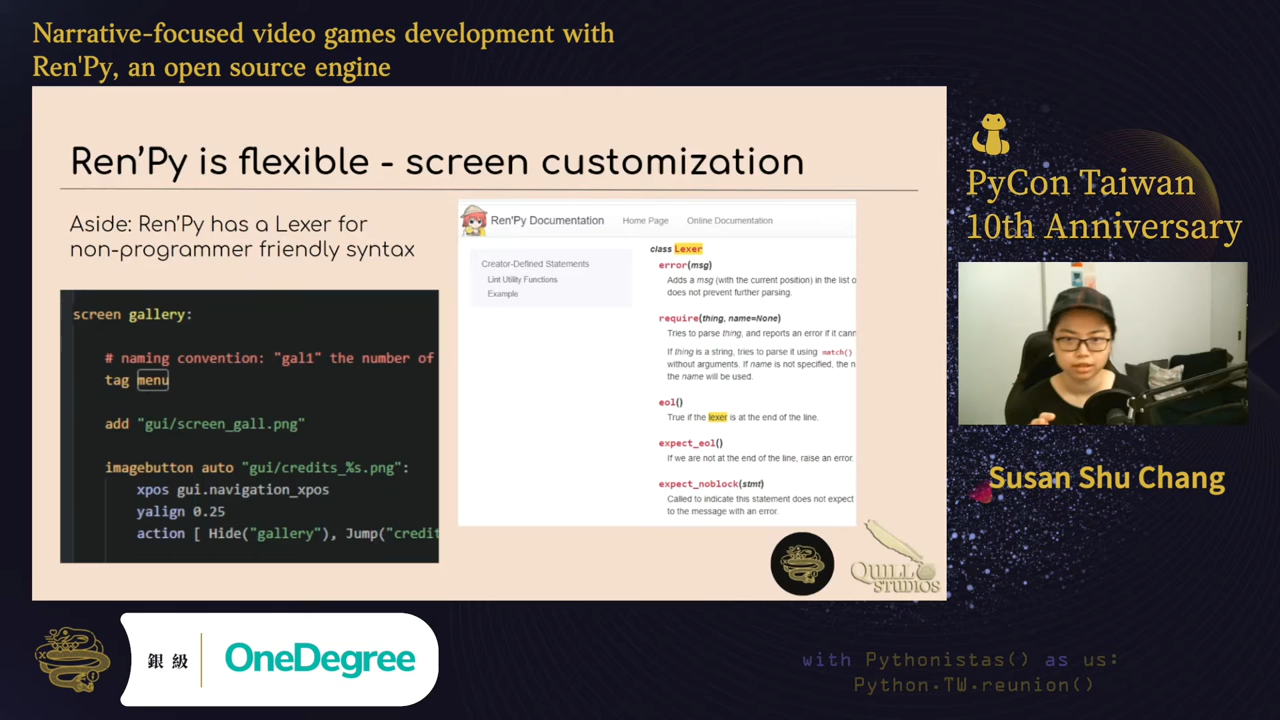 Narrative-focused video games development with
Ren'Py, an open source engine
Ren'Py is flexible - screen customization
Aside: Ren'Py has a Lexer for
non-programmer friendly syntax
screen gallery:
# naming convention: "gal1" the number of
tag menu
add "gui/screen_gall.png"
imagebutton auto "gui/credits_%s.png":
xpos gui.navigation_xpos
yalign 0.25
action [ Hide("gallery"), Jump("credit
Ren'Py Documentation Home Page Online Documentation
Creator-Defined Statements
Lint Utility Functions
Example
class Lexer
error(msg)
Adds a msg (with the current position) in the list o
does not prevent further parsing.
require(thing, name=None)
Tries to parse thing, and reports an error if it cann
If thing is a string, tries to parse it using match()
without arguments. If name is not specified, the n
the name will be used.
eol()
True if the lexer is at the end of the line.
expect_eol()
If we are not at the end of the line, raise an error.
expect_noblock(stmt)
Called to indicate this statement does not expect
to the message with an error.
QUILL
STUDIOS
PyCon Taiwan
10th Anniversary
Susan Shu Chang
銀級
OneDegree
with Pythonistas() as us:
Python.TW.reunion()